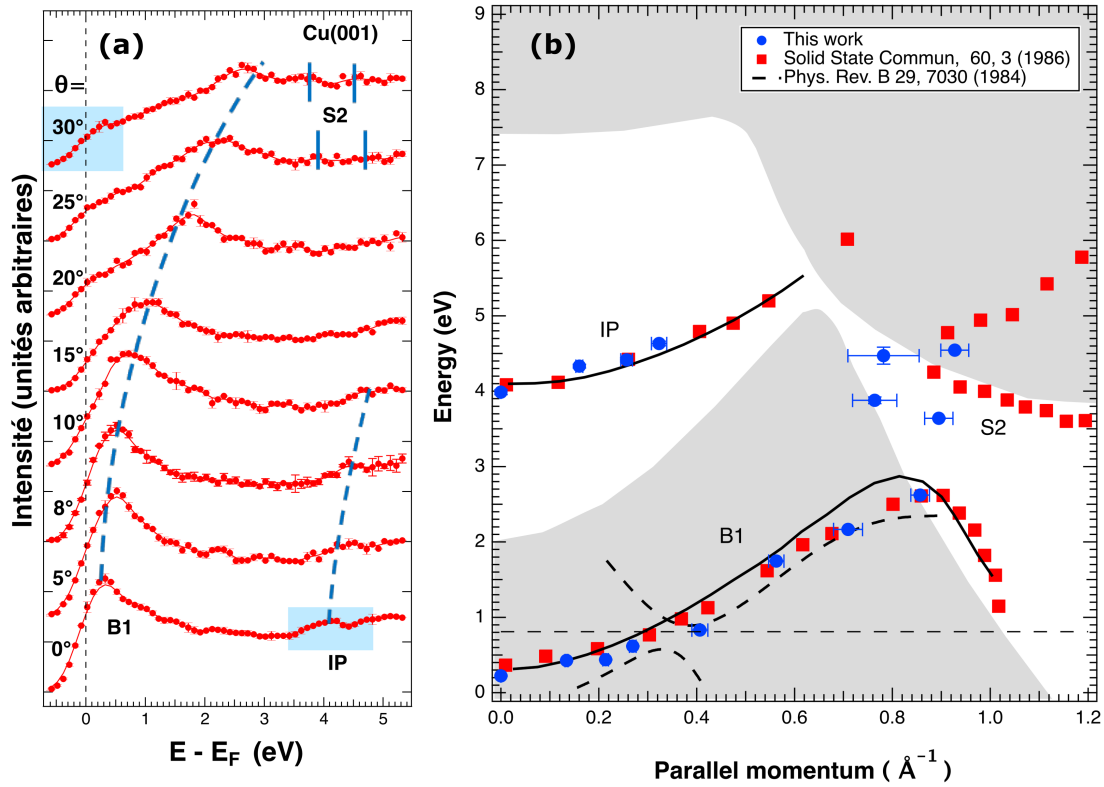 (a)
Cu(001)
θ=
30°
S2
25°
20°
15°
10°
8°
5°
B1
0°
IP
0
1
2
3
4
5
E - EF (eV)
Intensité (unités arbitraires)
(b)
This work
Solid State Commun, 60, 3 (1986)
Phys. Rev. B 29, 7030 (1984)
IP
S2
B1
9
8
7
6
5
4
3
2
1
0
0.0
0.2
0.4
0.6
0.8
1.0
1.2
Energy (eV)
Parallel momentum ( Å⁻¹)